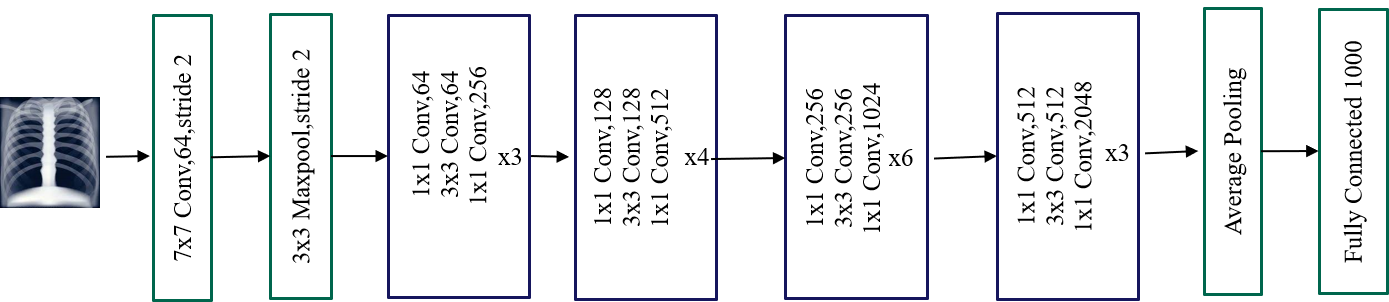 7x7 Conv,64,stride 2
3x3 Maxpool,stride 2
1x1 Conv,64
3x3 Conv,64
1x1 Conv,256
x3
1x1 Conv,128
3x3 Conv,128
1x1 Conv,512
x4
1x1 Conv,256
3x3 Conv,256
1x1 Conv,1024
x6
1x1 Conv,512
3x3 Conv,512
1x1 Conv,2048
x3
Average Pooling
Fully Connected 1000